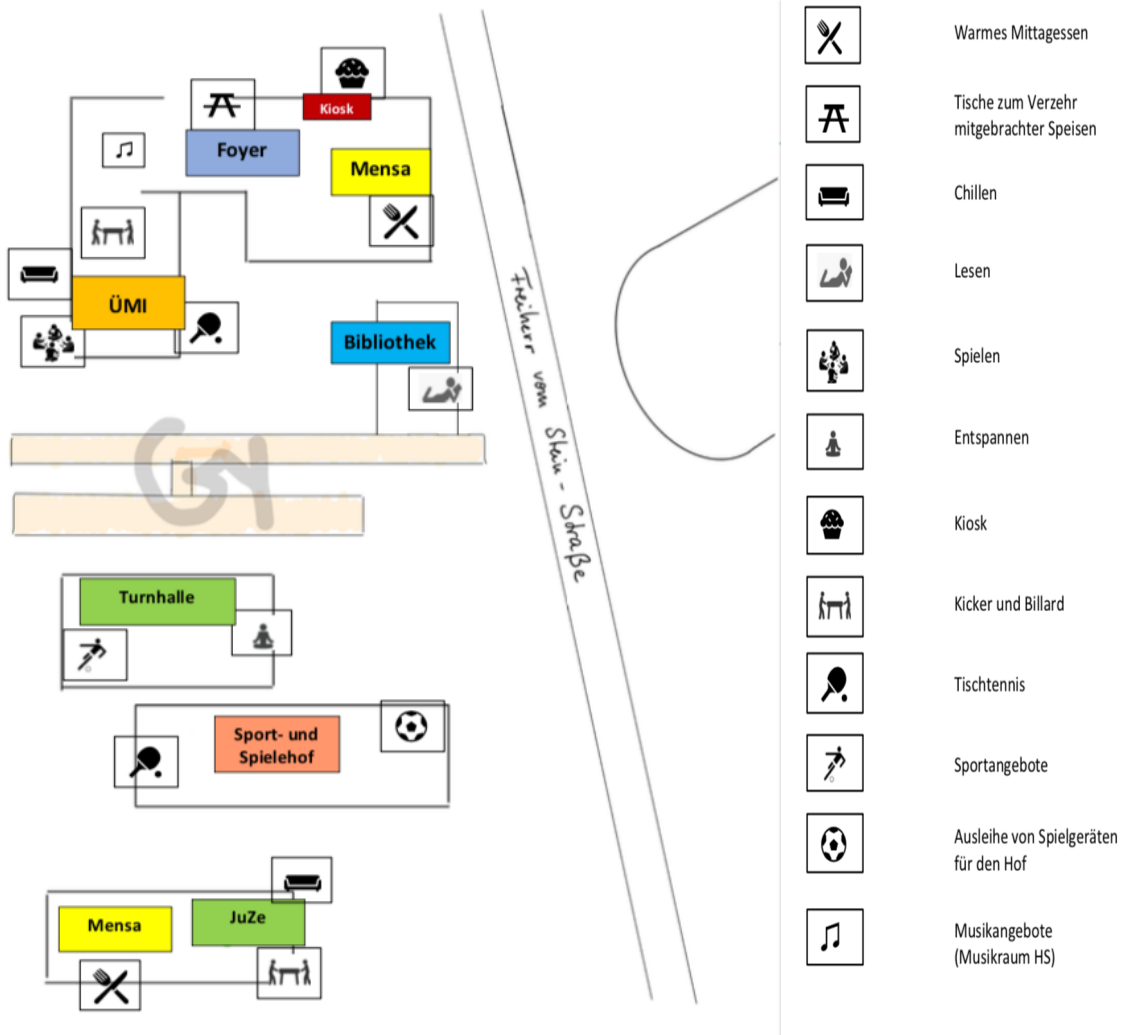 Kiosk
Foyer
Mensa
ÜMI
Bibliothek
Freiherr vom Stein - Straße
GY
Turnhalle
Sport- und
Spielehof
Mensa
JuZe
Warmes Mittagessen
Tische zum Verzehr
mitgebrachter Speisen
Chillen
Lesen
Spielen
Entspannen
Kiosk
Kicker und Billard
Tischtennis
Sportangebote
Ausleihe von Spielgeräten
für den Hof
Musikangebote
(Musikraum HS)